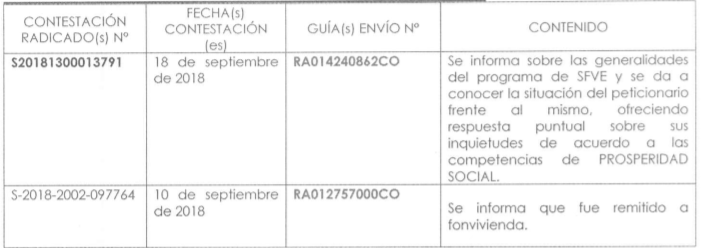 CONTESTACIÓN
RADICADO(s) Nº
FECHA(s)
CONTESTACIÓN
(es)
GUÍA(s) ENVÍO Nº
CONTENIDO
S20181300013791
18 de septiembre
de 2018
RA014240862CO
Se informa sobre las generalidades
del programa de SFVE y se da a
conocer la situación del peticionario
frente al mismo, ofreciendo
respuesta puntual sobre sus
inquietudes de acuerdo a las
competencias de PROSPERIDAD
SOCIAL.
S-2018-2002-097764
10 de septiembre
de 2018
RA012757000CO
Se informa que fue remitido a
fonvivienda.